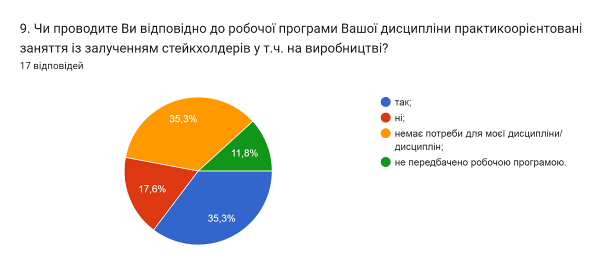 9. Чи проводите Ви відповідно до робочої програми Вашої дисципліни практикоорієнтовані
заняття із залученням стейкхолдерів у т.ч. на виробництві?
17 відповідей
35,3%
11,8%
17,6%
35,3%
так;
ні;
немає потреби для моєї дисципліни/
дисциплін;
не передбачено робочою програмою.